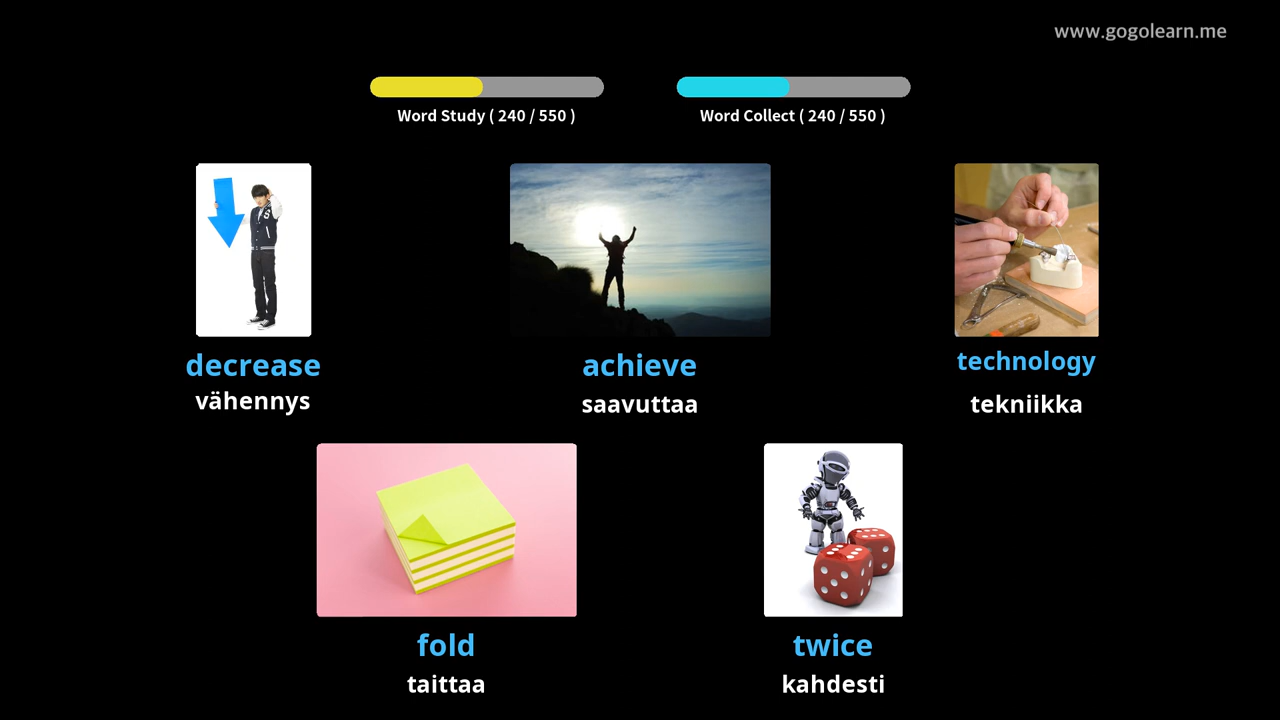 www.gogolearn.me
Word Study ( 240 / 550 )
Word Collect ( 240 / 550 )
S
decrease
vähennys
achieve
saavuttaa
technology
tekniikka
fold
taittaa
twice
kahdesti